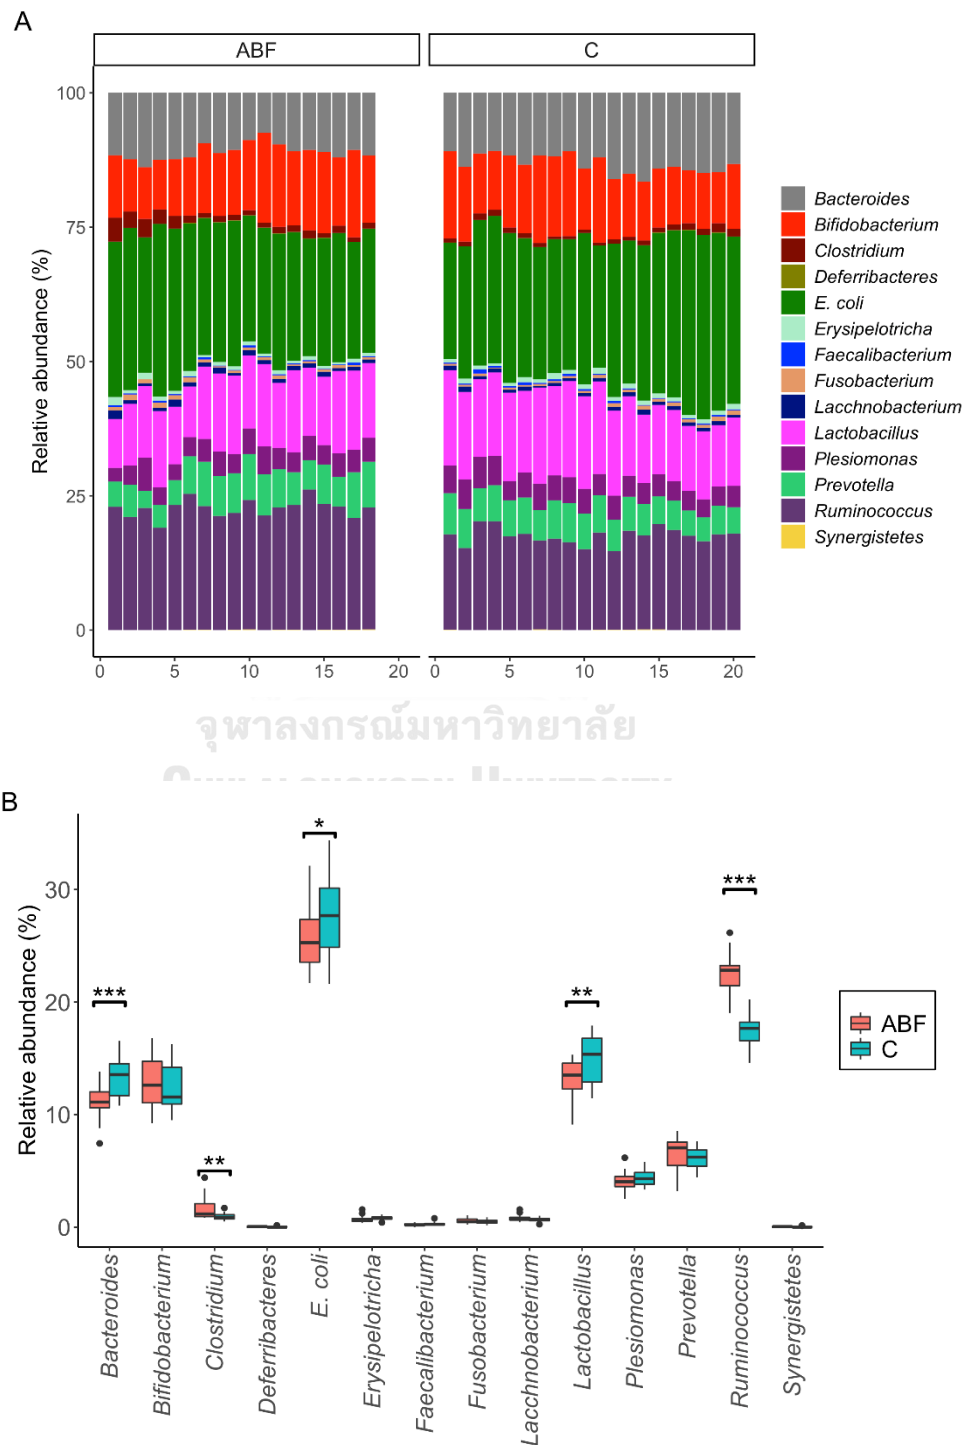 A
ABF
C
100
75
50
25
0
Relative abundance (%)
0 5 10 15 20
0 5 10 15 20
Bacteroides
Bifidobacterium
Clostridium
Deferribacteres
E. coli
Erysipelotricha
Faecalibacterium
Fusobacterium
Lacchnobacterium
Lactobacillus
Plesiomonas
Prevotella
Ruminococcus
Synergistetes
จุฬาลงกรณ์มหาวิทยาลัย
B
30
20
10
0
Relative abundance (%)
***
**
*
**
***
ABF
C
Bacteroides
Bifidobacterium
Clostridium
Deferribacteres
E. coli
Erysipelotricha
Faecalibacterium
Fusobacterium
Lacchnobacterium
Lactobacillus
Plesiomonas
Prevotella
Ruminococcus
Synergistetes